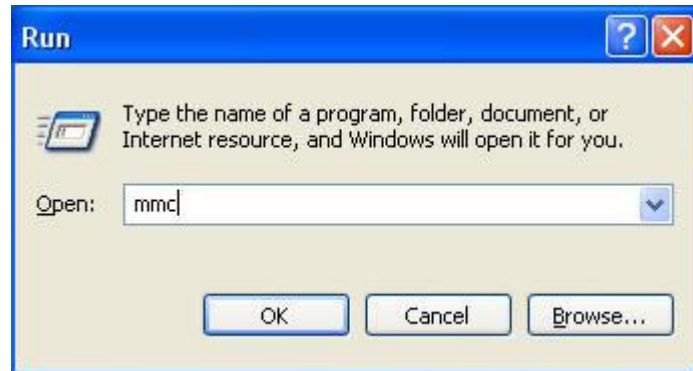 Run
Type the name of a program, folder, document, or
Internet resource, and Windows will open it for you.
Open: mmc
OK Cancel Browse...